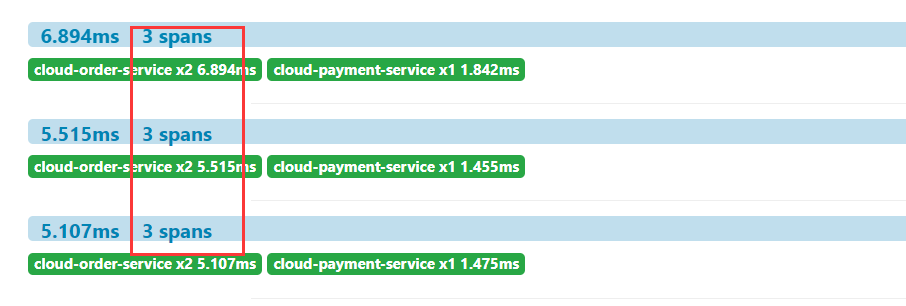 6.894ms 3 spans
cloud-order-service x2 6.894ms cloud-payment-service x1 1.842ms
5.515ms 3 spans
cloud-order-service x2 5.515ms cloud-payment-service x1 1.455ms
5.107ms 3 spans
cloud-order-service x2 5.107ms cloud-payment-service x1 1.475ms